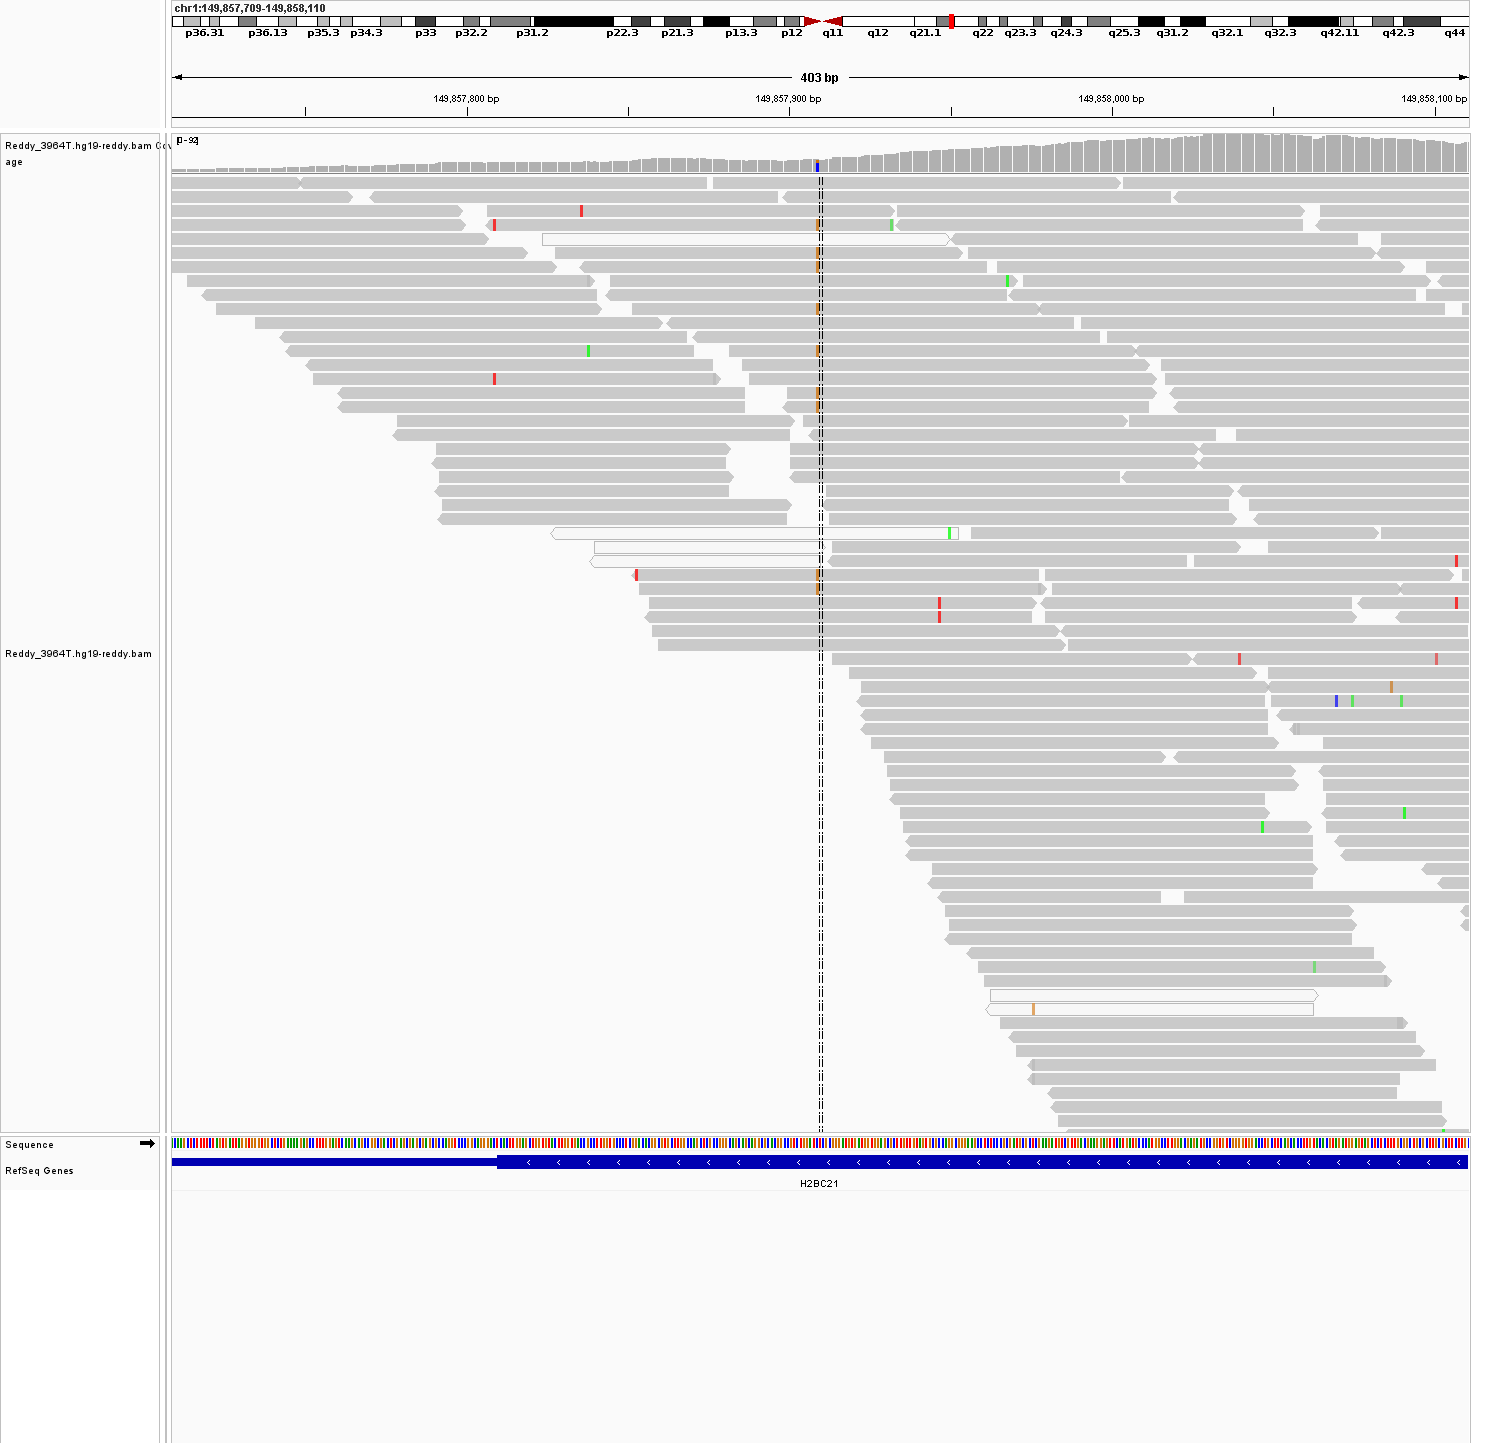 chr1:149,857,709-149,858,110
p36.31 p36.13 p35.3 p34.3 p33 p32.2 p31.2 p22.3 p21.3 p13.3 p12 q11 q12 q21.1 q22 q23.3 q24.3 q25.3 q31.2 q32.1 q32.3 q42.11 q42.3 q44
403 bp
149,857,800 bp 149,857,900 bp 149,858,000 bp 149,858,100 bp
[0 - 92]
Reddy_3964T.hg19-reddy.bam Cov
age
Reddy_3964T.hg19-reddy.bam
Sequence
RefSeq Genes
H2BC21